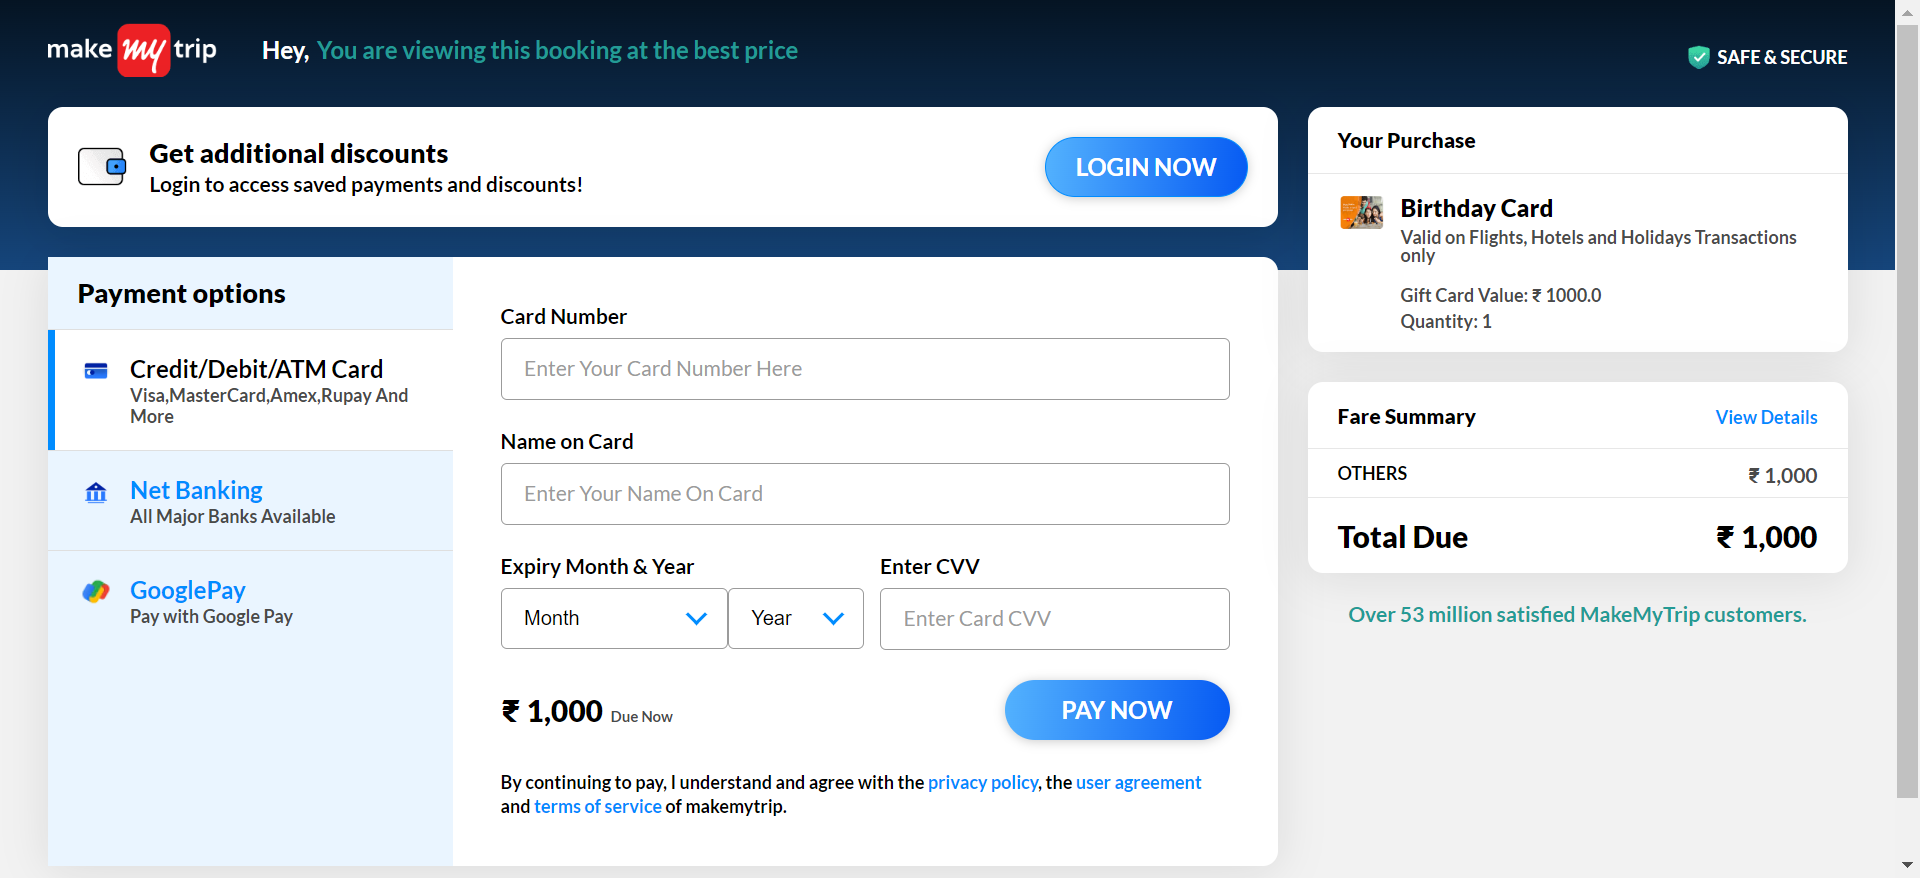 make my trip
Hey, You are viewing this booking at the best price
SAFE & SECURE
Get additional discounts
Login to access saved payments and discounts!
LOGIN NOW
Payment options
Credit/Debit/ATM Card
Visa,MasterCard,Amex,Rupay And
More
Net Banking
All Major Banks Available
GooglePay
Pay with Google Pay
Card Number
Enter Your Card Number Here
Name on Card
Enter Your Name On Card
Expiry Month & Year
Enter CVV
Month
Year
Enter Card CVV
₹ 1,000 Due Now
PAY NOW
By continuing to pay, I understand and agree with the privacy policy, the user agreement
and terms of service of makemytrip.
Your Purchase
Birthday Card
Valid on Flights, Hotels and Holidays Transactions
only
Gift Card Value: ₹ 1000.0
Quantity: 1
Fare Summary
View Details
OTHERS
₹ 1,000
Total Due
₹ 1,000
Over 53 million satisfied MakeMyTrip customers.